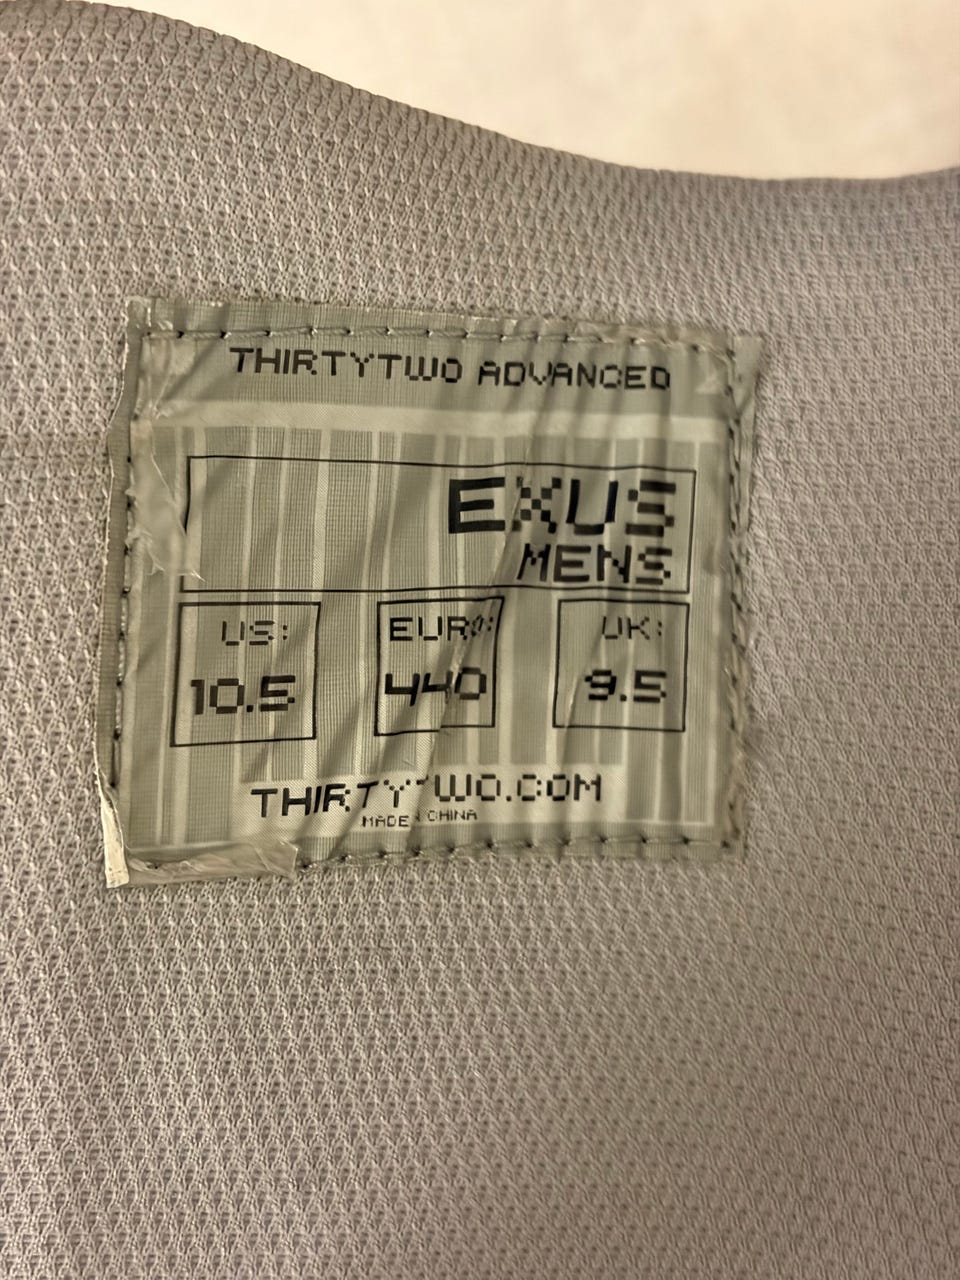 THIRTYTWO ADVANCED
EXUS
MENS
US: EURO: UK:
10.5 440 9.5
THIRTYTWO.COM
MADE IN CHINA